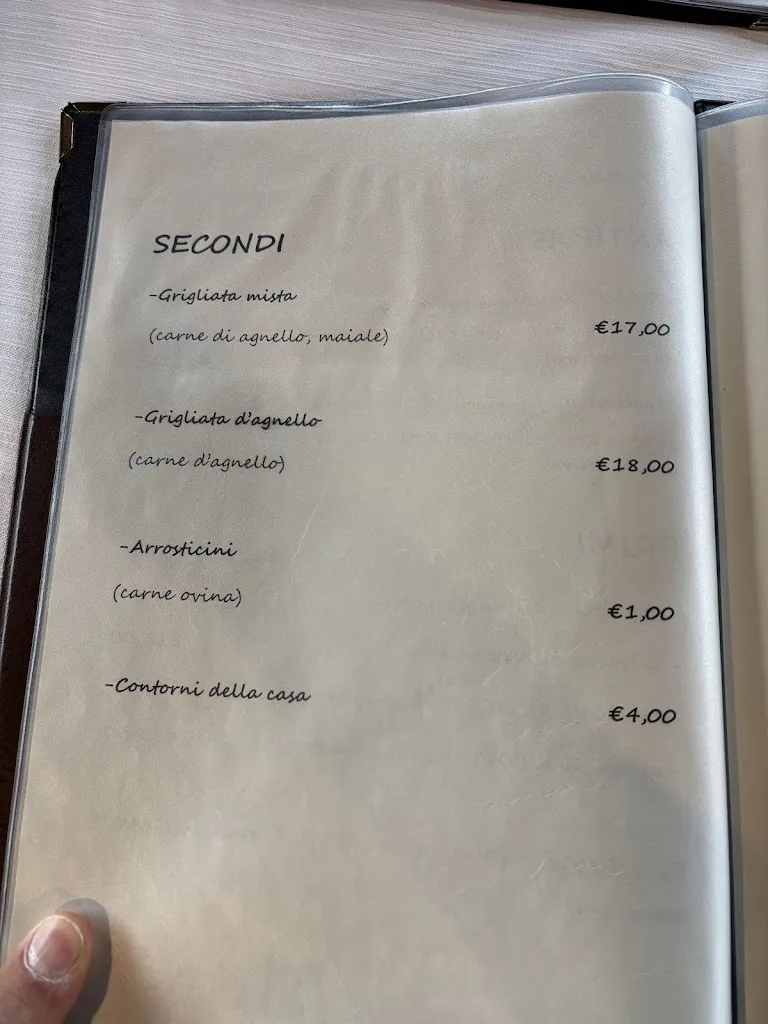 SECONDI
-Grigliata mista
(carne di agnello, maiale) €17,00
-Grigliata d'agnello
(carne d'agnello) €18,00
-Arrosticini
(carne ovina) €1,00
-Contorni della casa €4,00